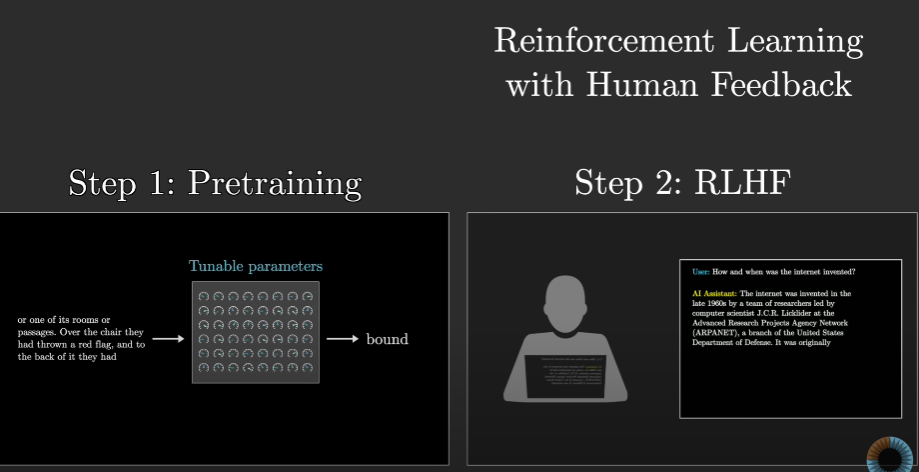 Reinforcement Learning
with Human Feedback
Step 1: Pretraining
Step 2: RLHF
Tunable parameters
or one of its rooms or
passages. Over the chair they
had thrown a red flag, and to
the back of it they had
bound
User: How and when was the internet invented?
AI Assistant: The internet was invented in the
late 1960s by a team of researchers led by
computer scientist J.C.R. Licklider at the
Advanced Research Projects Agency Network
(ARPANET), a branch of the United States
Department of Defense. It was originally